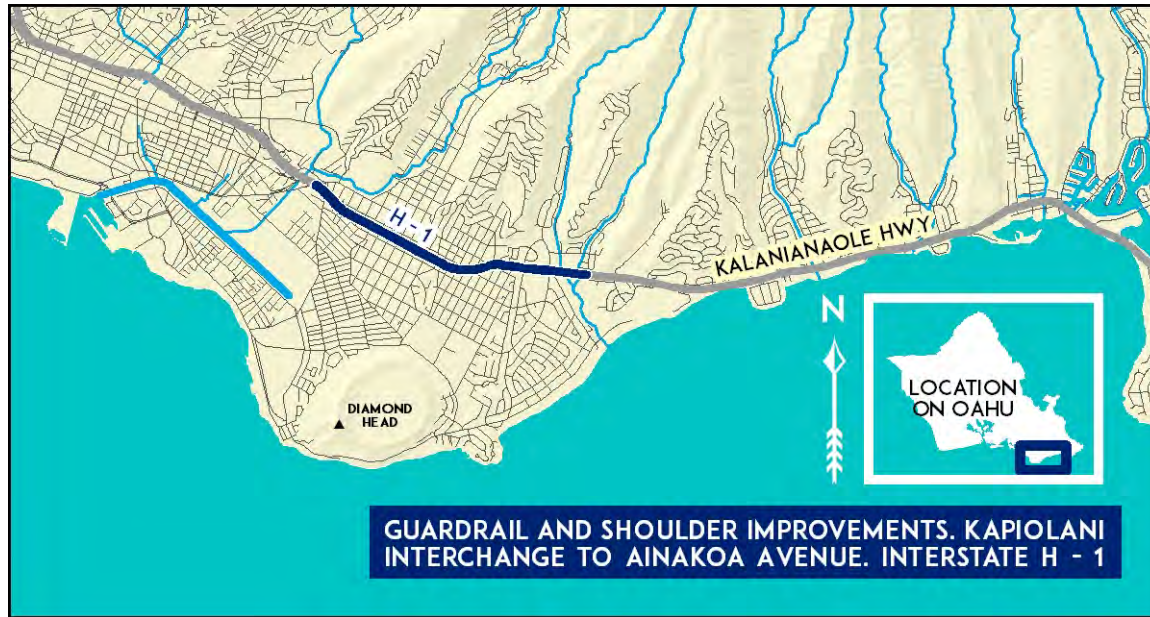 H - 1
KALANIANAOLE HWY
N
LOCATION
ON OAHU
DIAMOND
HEAD
GUARDRAIL AND SHOULDER IMPROVEMENTS. KAPIOLANI
INTERCHANGE TO AINAKOA AVENUE. INTERSTATE H - 1